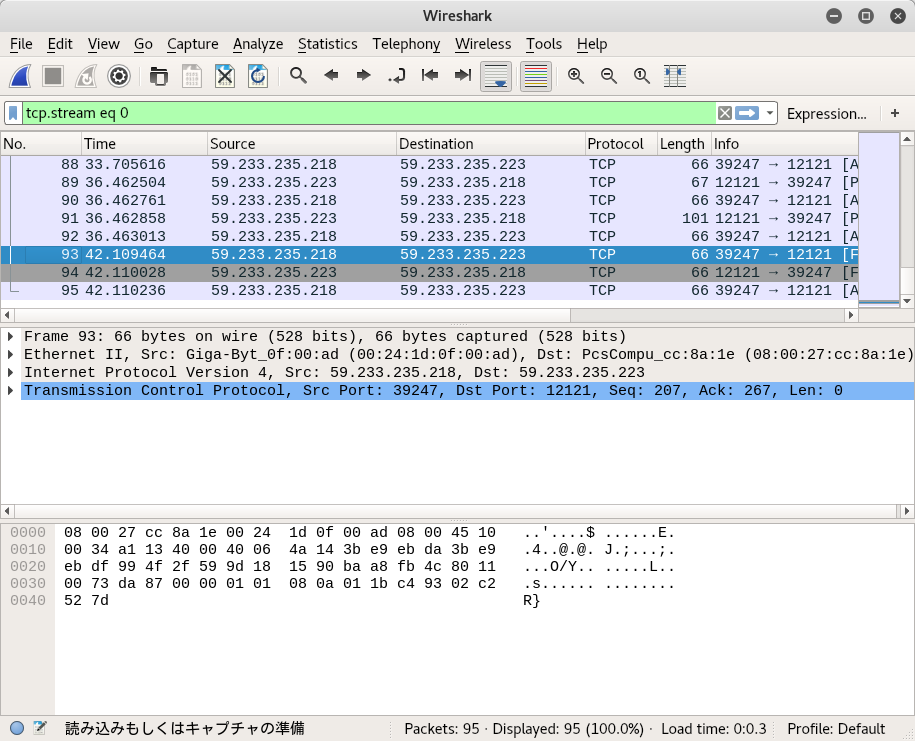 Wireshark
File Edit View Go Capture Analyze Statistics Telephony Wireless Tools Help
tcp.stream eq 0 Expression... +
No. Time Source Destination Protocol Length Info
88 33.705616 59.233.235.218 59.233.235.223 TCP 66 39247 → 12121 [A
89 36.462504 59.233.235.223 59.233.235.218 TCP 67 12121 → 39247 [P
90 36.462761 59.233.235.218 59.233.235.223 TCP 66 39247 → 12121 [A
91 36.462858 59.233.235.223 59.233.235.218 TCP 101 12121 → 39247 [P
92 36.463013 59.233.235.218 59.233.235.223 TCP 66 39247 → 12121 [A
93 42.109464 59.233.235.218 59.233.235.223 TCP 66 39247 → 12121 [F
94 42.110028 59.233.235.223 59.233.235.218 TCP 66 12121 → 39247 [F
95 42.110236 59.233.235.218 59.233.235.223 TCP 66 39247 → 12121 [A
Frame 93: 66 bytes on wire (528 bits), 66 bytes captured (528 bits)
Ethernet II, Src: Giga-Byt_0f:00:ad (00:24:1d:0f:00:ad), Dst: PcsCompu_cc:8a:1e (08:00:27:cc:8a:1e)
Internet Protocol Version 4, Src: 59.233.235.218, Dst: 59.233.235.223
Transmission Control Protocol, Src Port: 39247, Dst Port: 12121, Seq: 207, Ack: 267, Len: 0
0000 08 00 27 cc 8a 1e 00 24 1d 0f 00 ad 08 00 45 10 ..'....$ ......E.
0010 00 34 a1 13 40 00 40 06 4a 14 3b e9 eb da 3b e9 .4..@.@. J.;...;.
0020 eb df 99 4f 2f 59 9d 18 15 90 ba a8 fb 4c 80 11 ...O/Y.. .....L..
0030 00 73 da 87 00 00 01 01 08 0a 01 1b c4 93 02 c2 .s...... ........
0040 52 7d R}
読み込みもしくはキャプチャの準備 Packets: 95 · Displayed: 95 (100.0%) · Load time: 0:0.3 Profile: Default